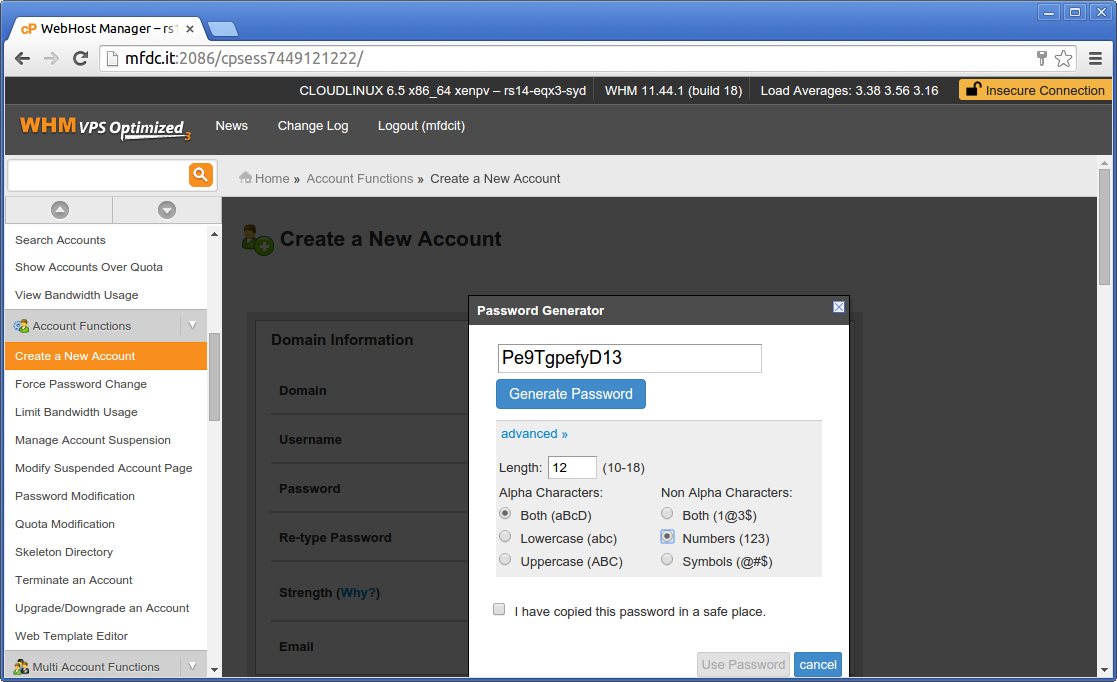 cP WebHost Manager – rs1
mfdc.it:2086/cpsess7449121222/
CLOUDLINUX 6.5 x86_64 xenpv – rs14-eqx3-syd WHM 11.44.1 (build 18) Load Averages: 3.38 3.56 3.16 Insecure Connection
WHM VPS Optimized 3 News Change Log Logout (mfdcit)
Home » Account Functions » Create a New Account
Search Accounts
Show Accounts Over Quota
View Bandwidth Usage
Account Functions
Create a New Account
Force Password Change
Limit Bandwidth Usage
Manage Account Suspension
Modify Suspended Account Page
Password Modification
Quota Modification
Skeleton Directory
Terminate an Account
Upgrade/Downgrade an Account
Web Template Editor
Multi Account Functions
Create a New Account
Domain Information
Domain
Username
Password
Re-type Password
Strength (Why?)
Email
Password Generator
Pe9TgpefyD13
Generate Password
advanced »
Length: 12 (10-18)
Alpha Characters: Non Alpha Characters:
Both (aBcD) Both (1@3$)
Lowercase (abc) Numbers (123)
Uppercase (ABC) Symbols (@#$)
I have copied this password in a safe place.
Use Password cancel